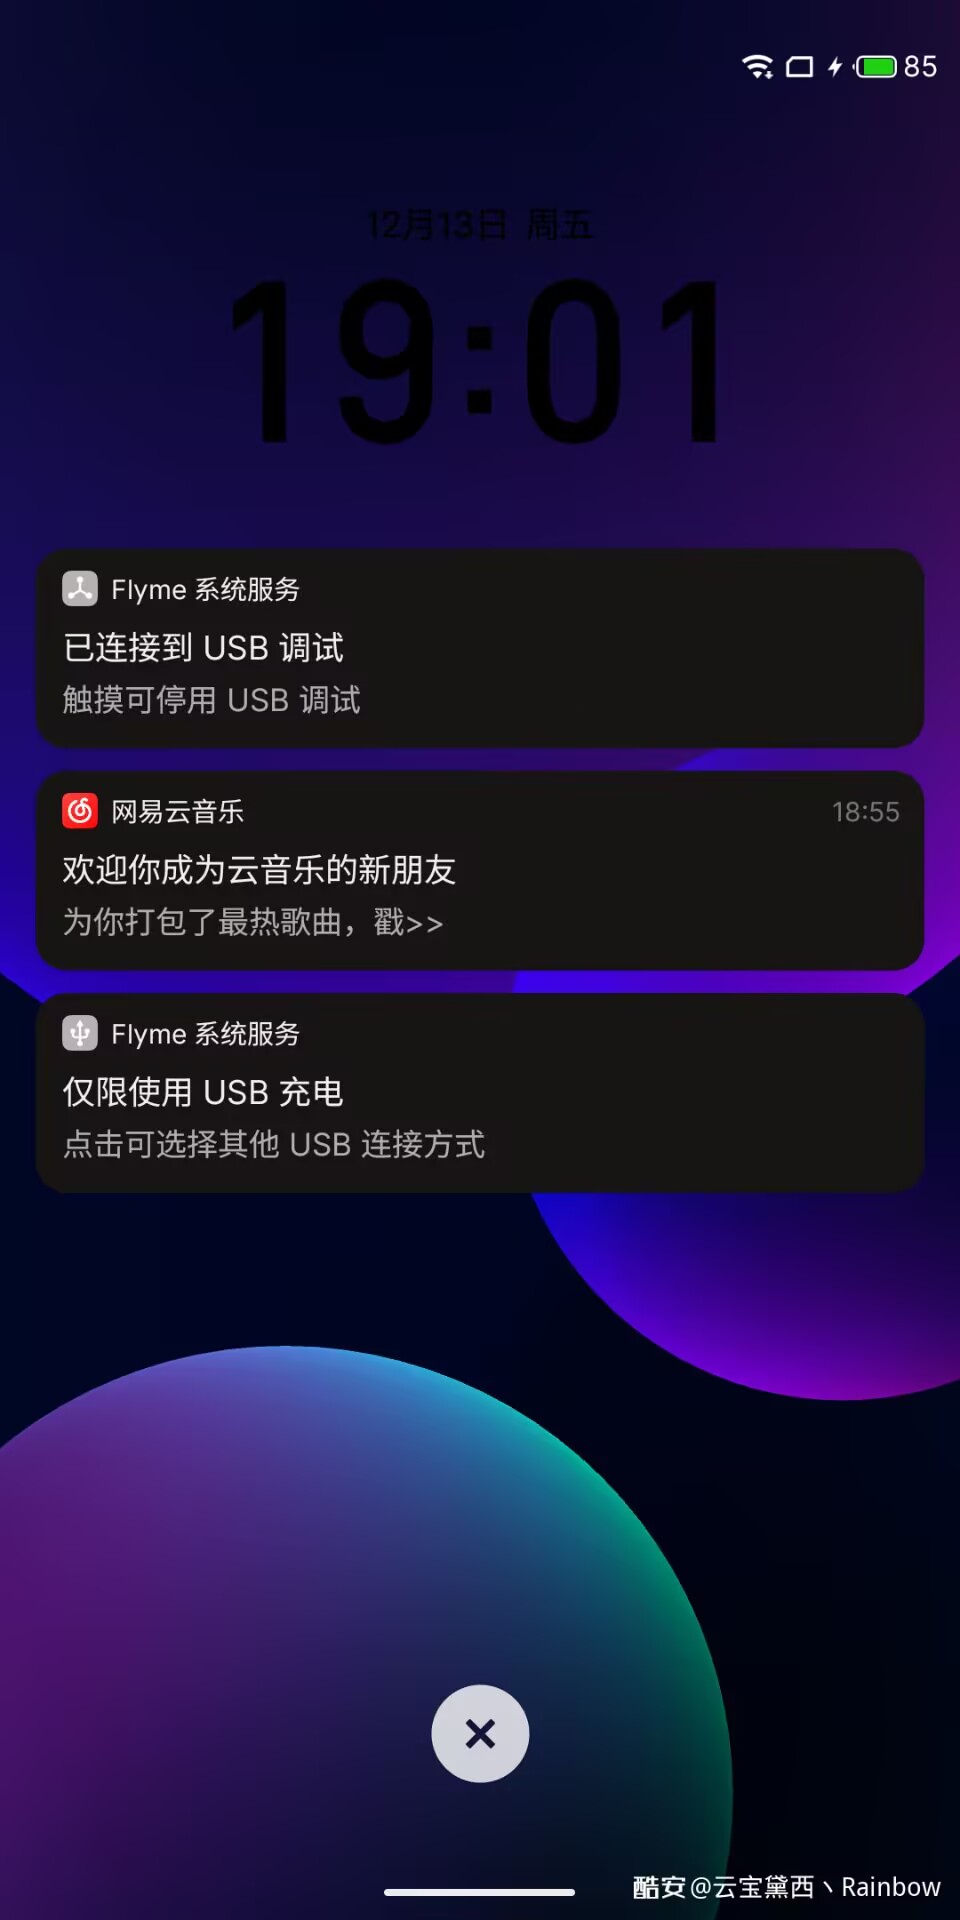 85
12月13日 周五
19:01
Flyme 系统服务
已连接到 USB 调试
触摸可停用 USB 调试
网易云音乐 18:55
欢迎你成为云音乐的新朋友
为你打包了最热歌曲，戳>>
Flyme 系统服务
仅限使用 USB 充电
点击可选择其他 USB 连接方式
酷安@云宝黛西丶Rainbow